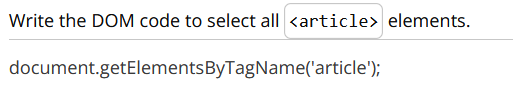 Write the DOM code to select all <article> elements.
document.getElementsByTagName('article');